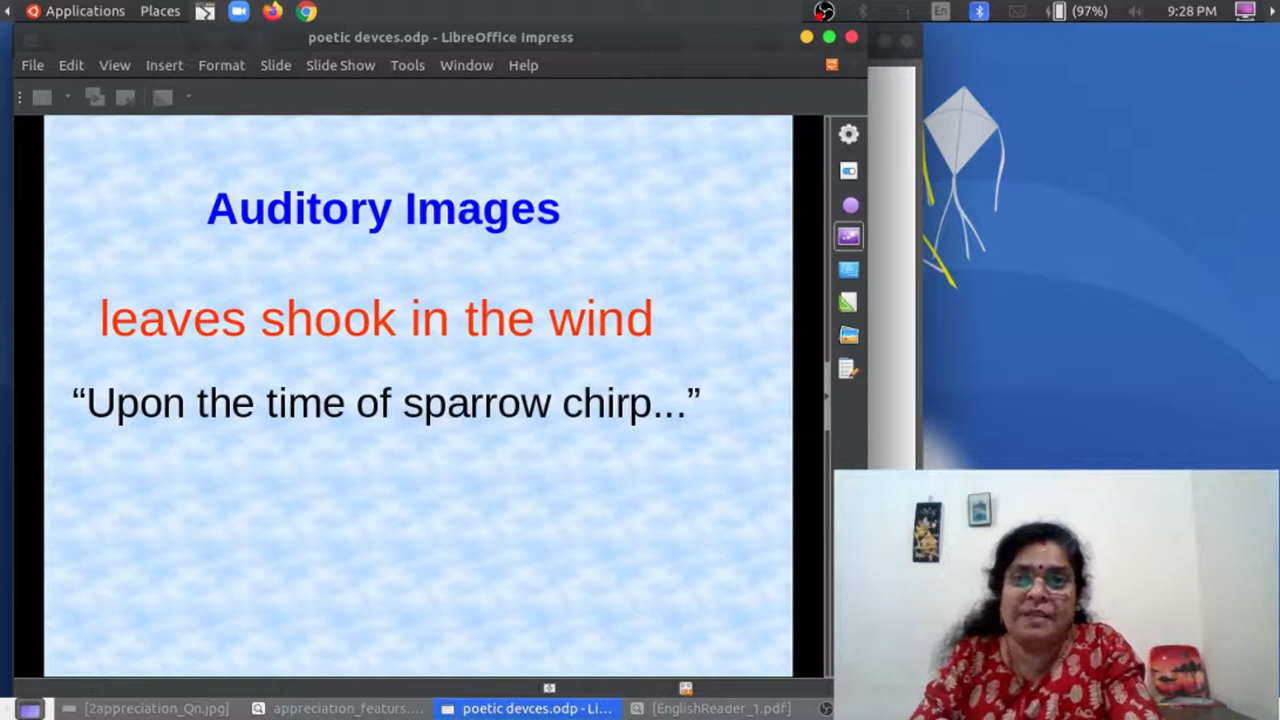 Applications Places En (97%) 9:28 PM
poetic devces.odp - LibreOffice Impress
File Edit View Insert Format Slide Slide Show Tools Window Help
Auditory Images
leaves shook in the wind
“Upon the time of sparrow chirp...”
[2appreciation_Qn.jpg] appreciation_featurs.... poetic devces.odp - Li... [EnglishReader_1.pdf]